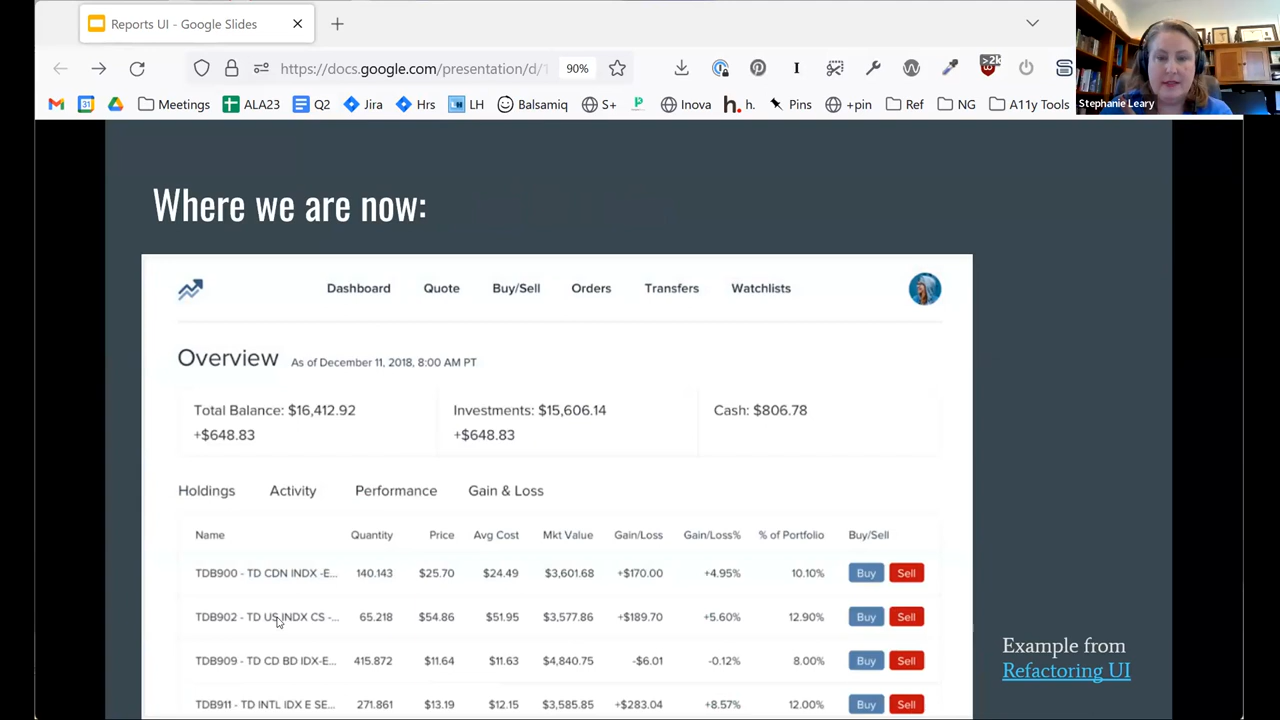 Reports UI - Google Slides
https://docs.google.com/presentation/d/1
90%
>2k
Meetings
ALA23
Q2
Jira
Hrs
LH
Balsamiq
S+
Inova
h.
Pins
+pin
Ref
NG
A11y Tools
Stephanie Leary
Where we are now:
Dashboard Quote Buy/Sell Orders Transfers Watchlists
Overview As of December 11, 2018, 8:00 AM PT
Total Balance: $16,412.92 Investments: $15,606.14 Cash: $806.78
+$648.83 +$648.83
Holdings Activity Performance Gain & Loss
Name Quantity Price Avg Cost Mkt Value Gain/Loss Gain/Loss% % of Portfolio Buy/Sell
TDB900 - TD CDN INDX -E... 140.143 $25.70 $24.49 $3,601.68 +$170.00 +4.95% 10.10% Buy Sell
TDB902 - TD US INDX CS -... 65.218 $54.86 $51.95 $3,577.86 +$189.70 +5.60% 12.90% Buy Sell
TDB909 - TD CD BD IDX-E... 415.872 $11.64 $11.63 $4,840.75 -$6.01 -0.12% 8.00% Buy Sell
TDB911 - TD INTL IDX E SE... 271.861 $13.19 $12.15 $3,585.85 +$283.04 +8.57% 12.00% Buy Sell
Example from
Refactoring UI